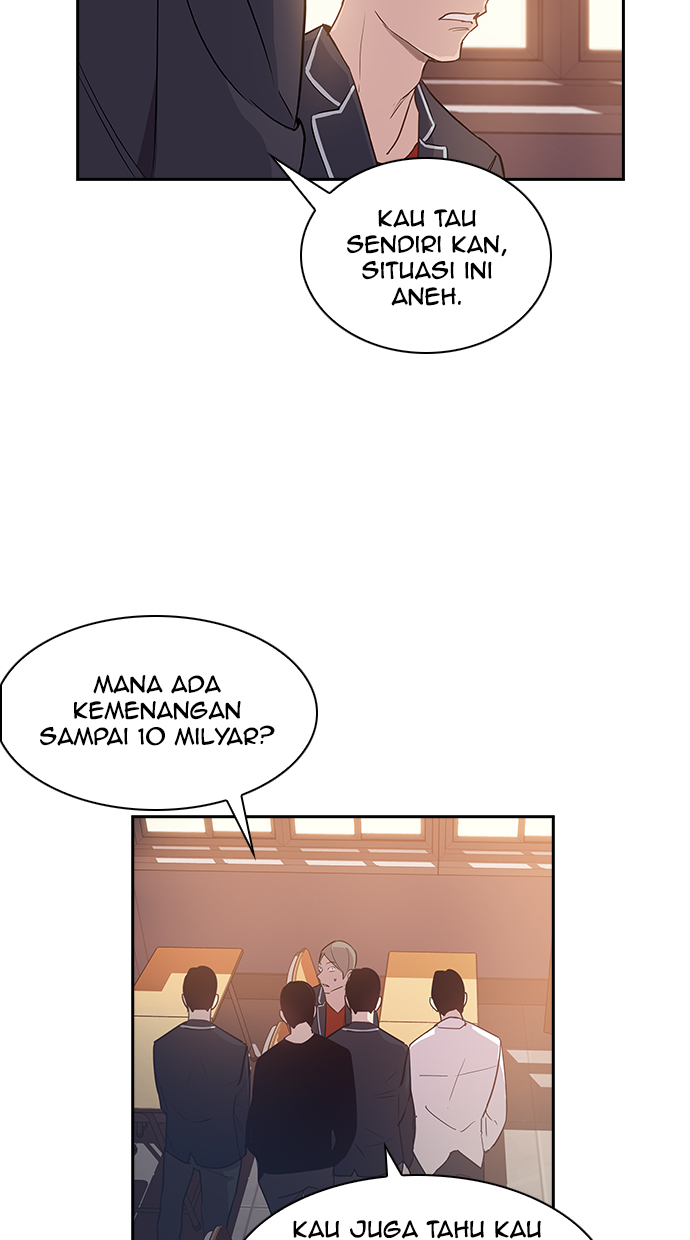 KAU TAU
SENDIRI KAN,
SITUASI INI
ANEH.
MANA ADA
KEMENANGAN
SAMPAI 10 MILYAR?
KAU JUGA TAHU KAU